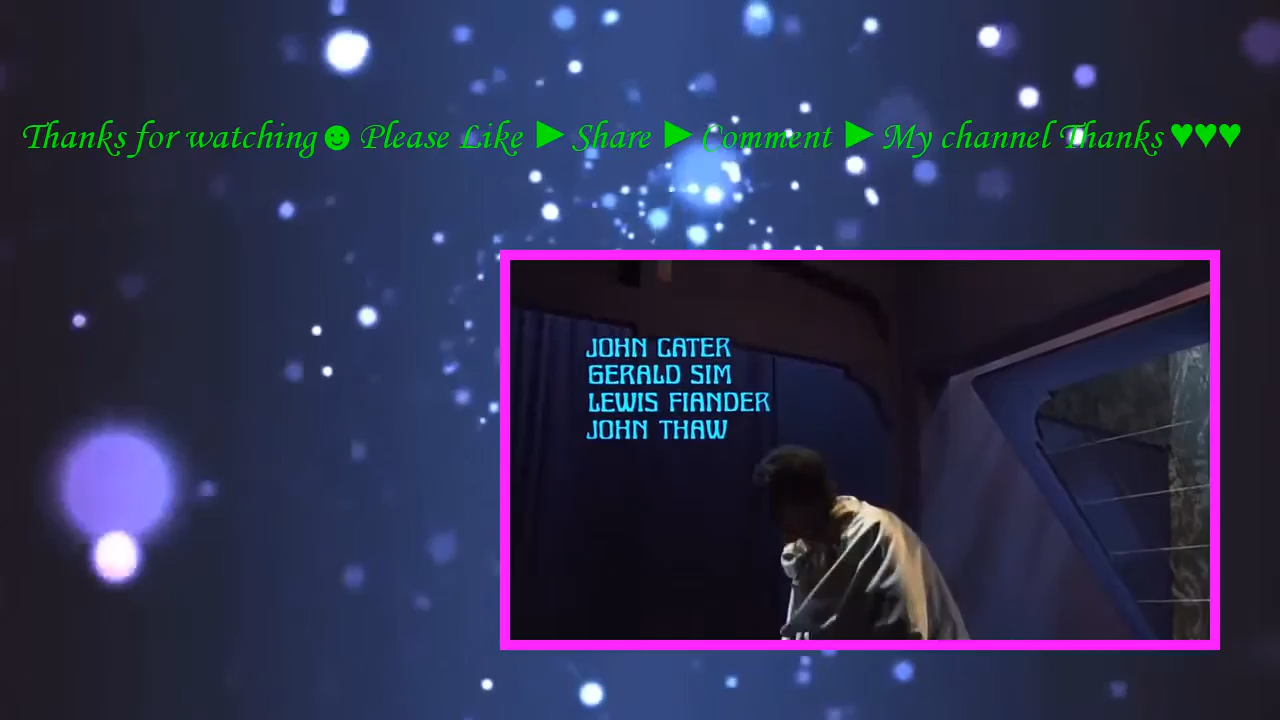 Thanks for watching☻Please Like ► Share ► Comment ► My channel Thanks♥♥♥
JOHN CATER
GERALD SIM
LEWIS FIANDER
JOHN THAW